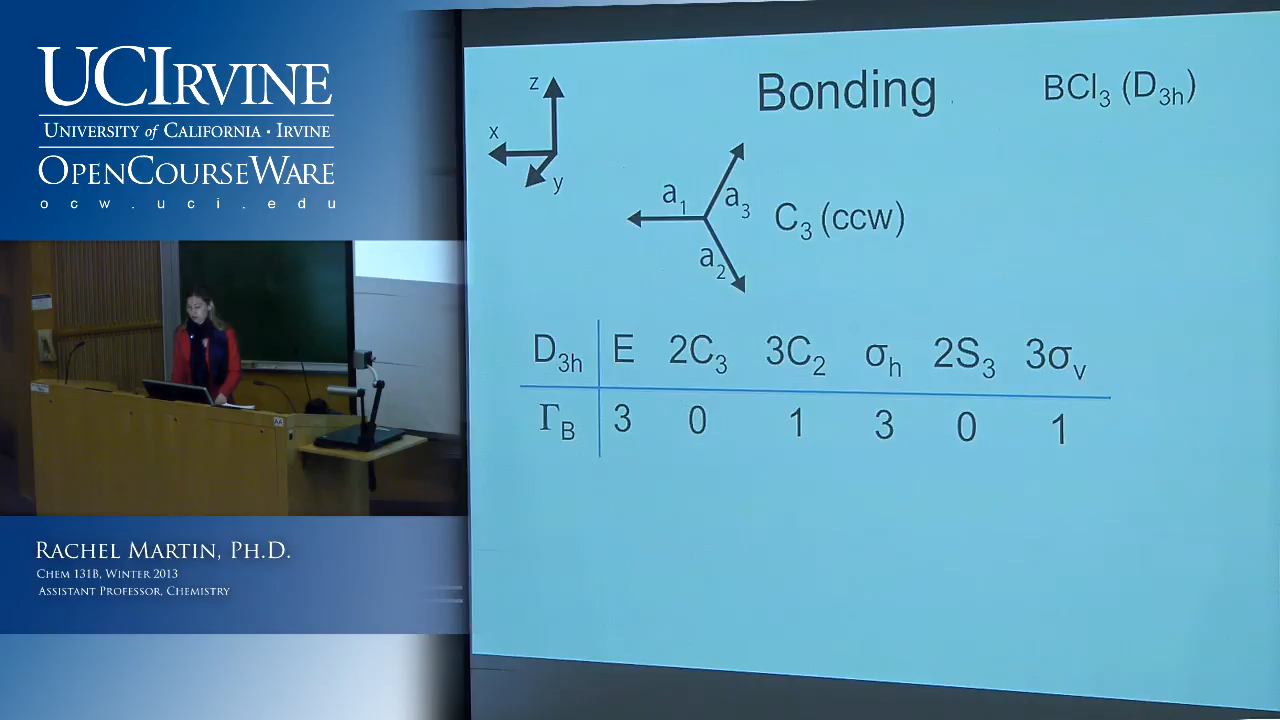 UCIRVINE
UNIVERSITY of CALIFORNIA · IRVINE
OPENCOURSEWARE
ocw.uci.edu
RACHEL MARTIN, PH.D.
CHEM 131B, WINTER 2013
ASSISTANT PROFESSOR, CHEMISTRY
Bonding
BCl₃ (D₃ₕ)
z
x
y
a₁
a₃
a₂
C₃ (ccw)
D₃ₕ E 2C₃ 3C₂ σₕ 2S₃ 3σᵥ
Γ_B 3 0 1 3 0 1